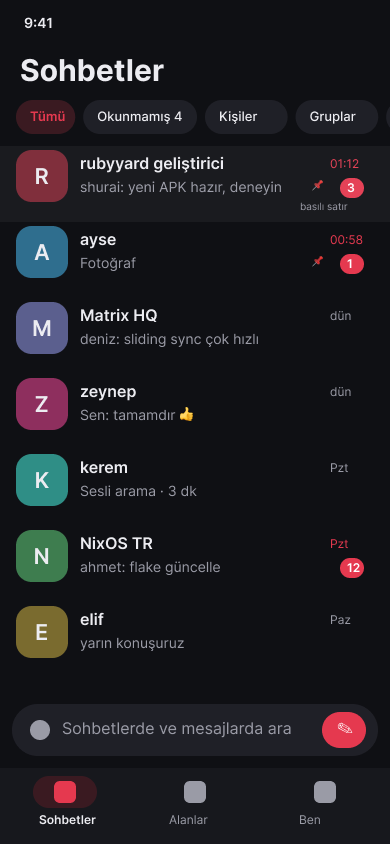 9:41
Sohbetler
Tümü
Okunmamış 4
Kişiler
Gruplar
R
rubyyard geliştirici
01:12
shurai: yeni APK hazır, deneyin
3
basılı satır
A
ayse
00:58
Fotoğraf
1
M
Matrix HQ
dün
deniz: sliding sync çok hızlı
Z
zeynep
dün
Sen: tamamdır 👍
K
kerem
Pzt
Sesli arama · 3 dk
N
NixOS TR
Pzt
ahmet: flake güncelle
12
E
elif
Paz
yarın konuşuruz
Sohbetlerde ve mesajlarda ara
Sohbetler
Alanlar
Ben